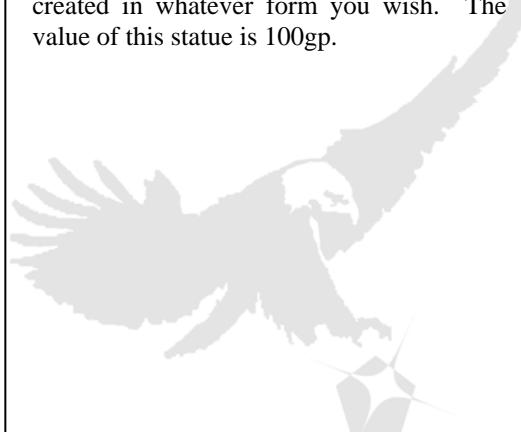 created in whatever form you wish. The
value of this statue is 100gp.